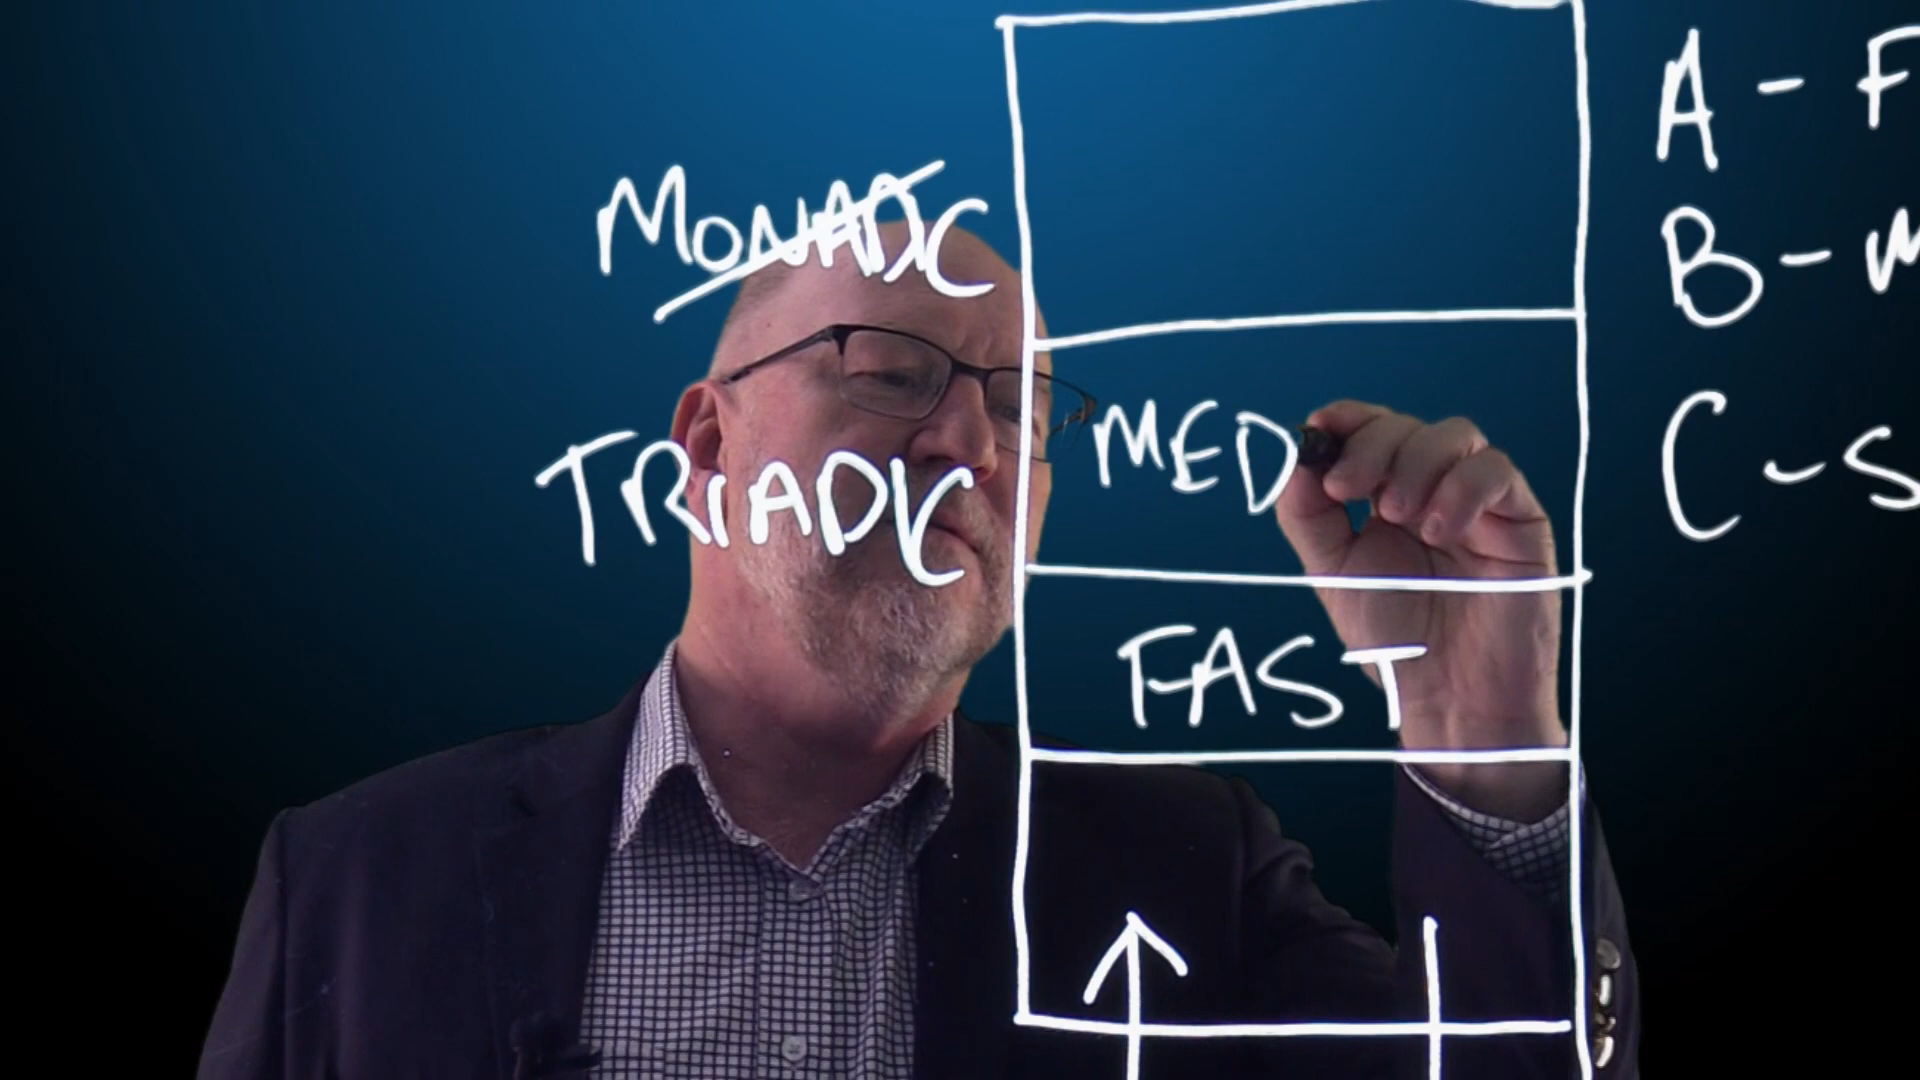 MONADIC
TRIADIC
MED
FAST
A - F
B - M
C - S